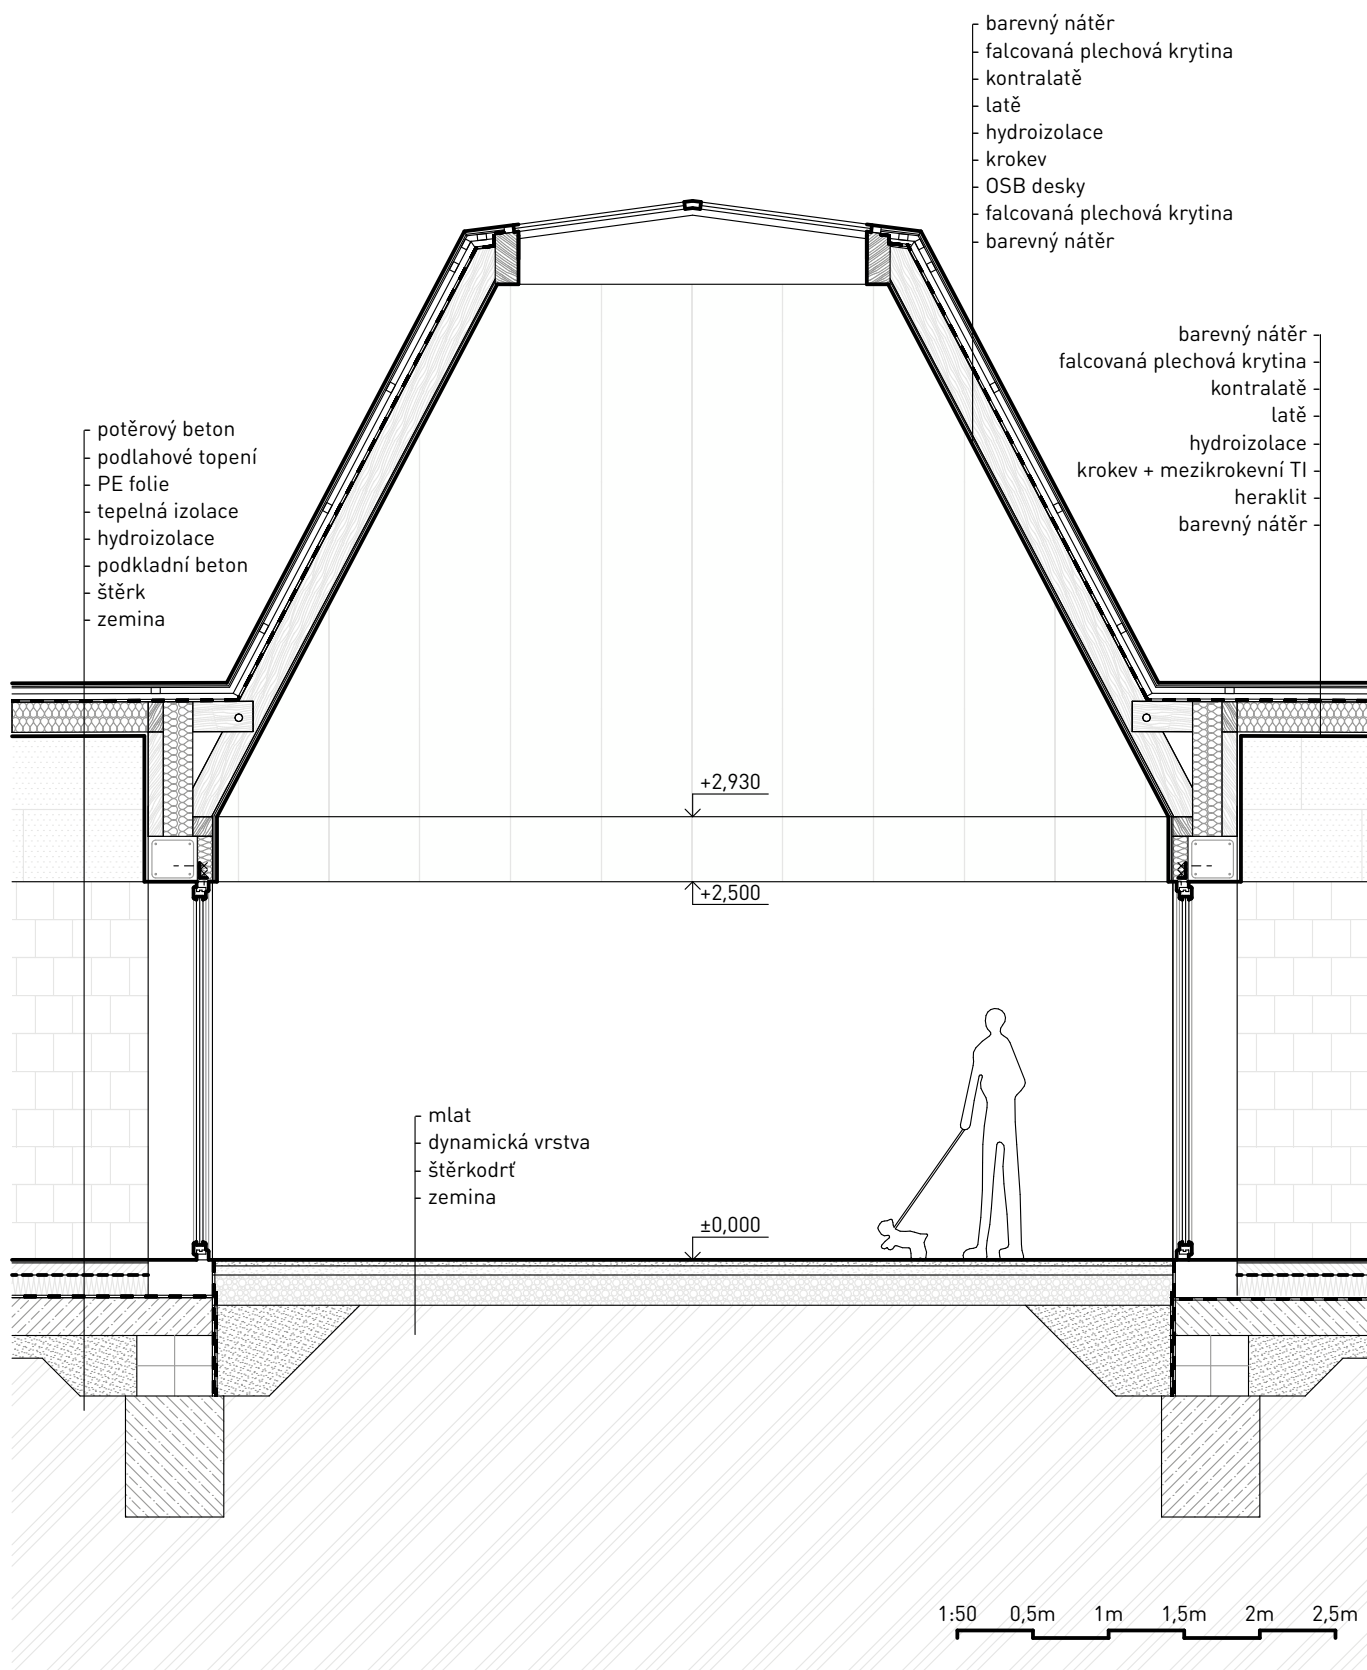 barevný nátěr
falcovaná plechová krytina
kontralatě
latě
hydroizolace
krokev
OSB desky
falcovaná plechová krytina
barevný nátěr
barevný nátěr
falcovaná plechová krytina
kontralatě
latě
hydroizolace
krokev + mezikrokevní TI
heraklit
barevný nátěr
potěrový beton
podlahové topení
PE folie
tepelná izolace
hydroizolace
podkladní beton
štěrk
zemina
+2,930
+2,500
mlat
dynamická vrstva
štěrkodrť
zemina
±0,000
1:50 0,5m 1m 1,5m 2m 2,5m